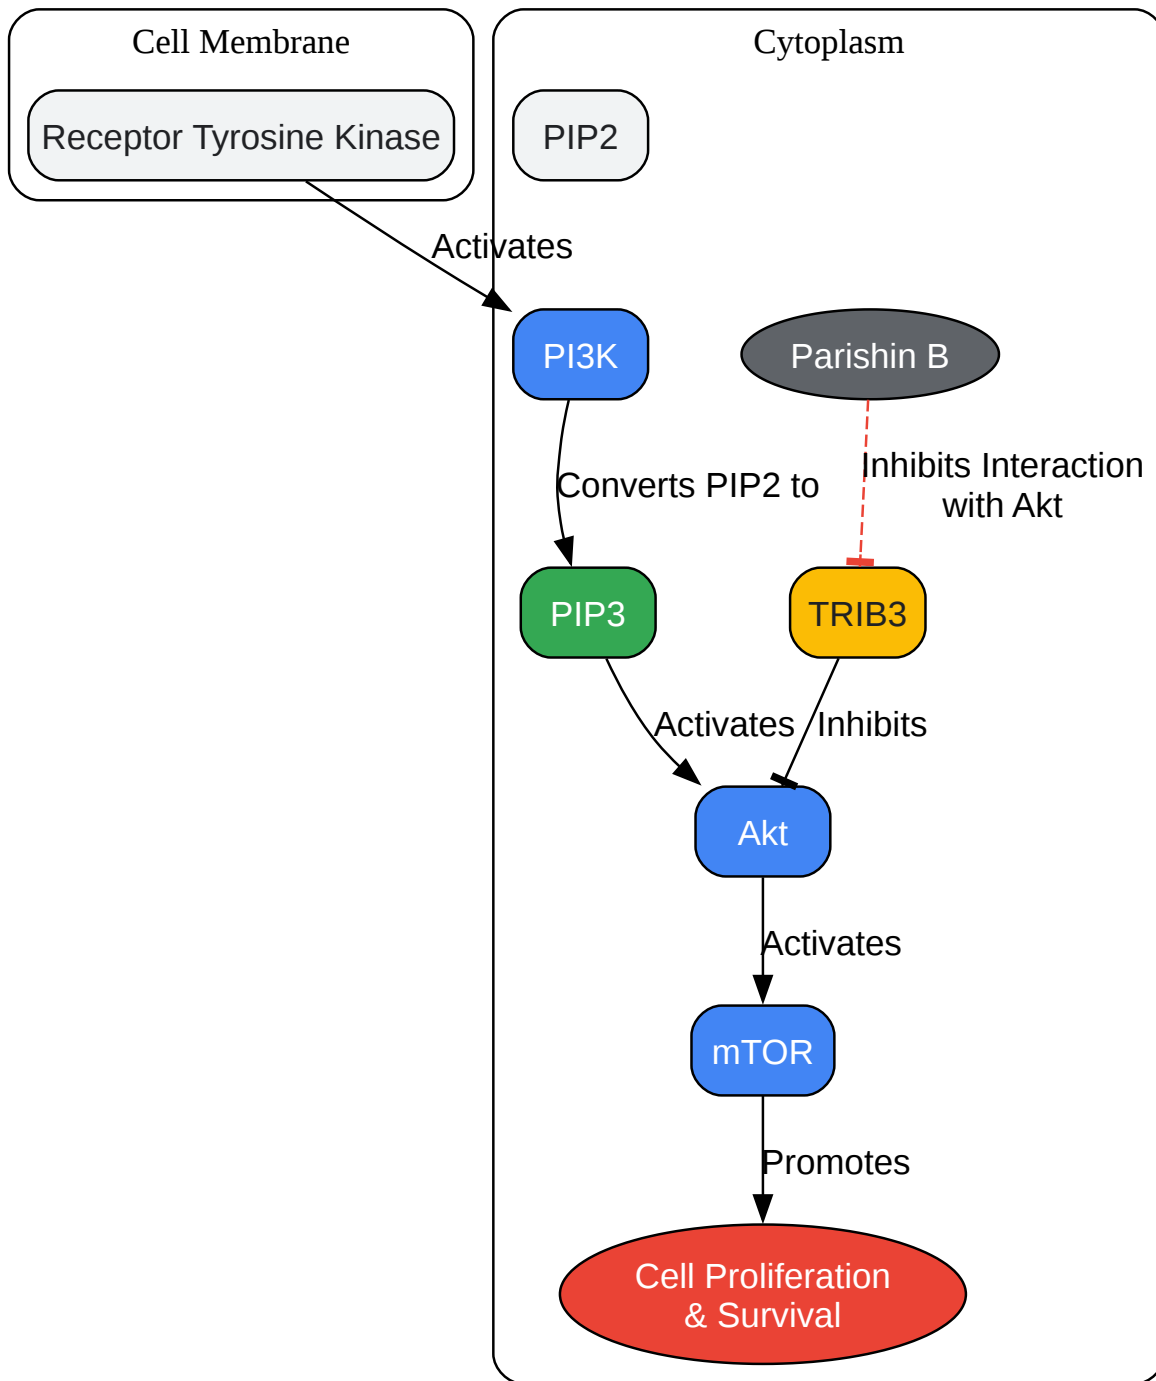 Cell Membrane
Cytoplasm
Receptor Tyrosine Kinase
PIP2
Activates
PI3K
Parishin B
Converts PIP2 to
Inhibits Interaction
with Akt
PIP3
TRIB3
Activates
Inhibits
Akt
Activates
mTOR
Promotes
Cell Proliferation
& Survival